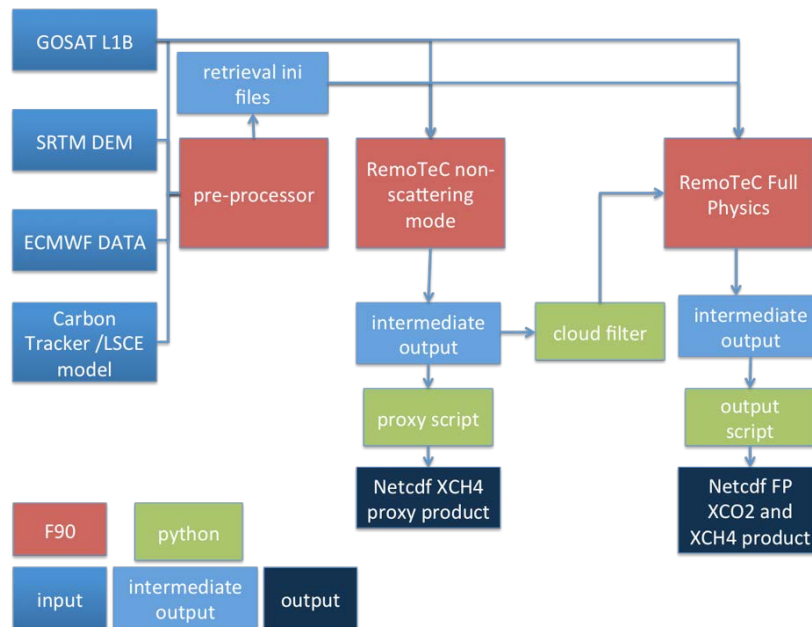 GOSAT L1B
SRTM DEM
ECMWF DATA
Carbon
Tracker /LSCE
model
retrieval ini
files
pre-processor
RemoTeC non-
scattering
mode
RemoTeC Full
Physics
intermediate
output
cloud filter
intermediate
output
proxy script
output
script
Netcdf XCH4
proxy product
Netcdf FP
XCO2 and
XCH4 product
F90
python
input
intermediate
output
output